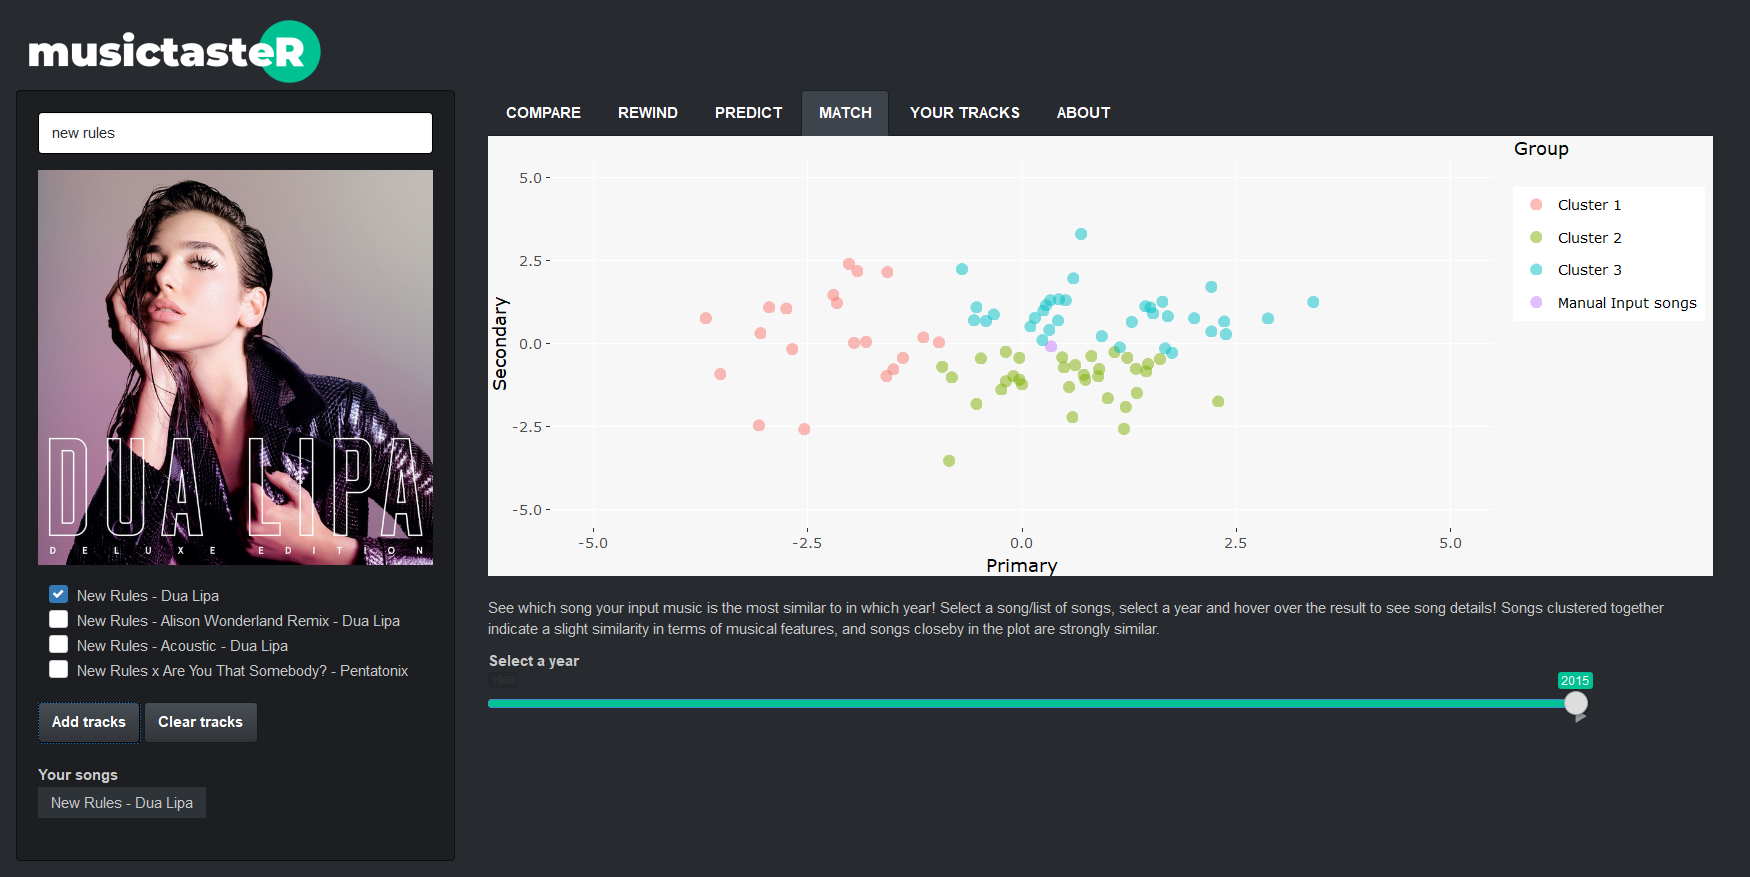 musictasteR
new rules
DUA LIPA
DELUXE EDITION
New Rules - Dua Lipa
New Rules - Alison Wonderland Remix - Dua Lipa
New Rules - Acoustic - Dua Lipa
New Rules x Are You That Somebody? - Pentatonix
Add tracks Clear tracks
Your songs
New Rules - Dua Lipa
COMPARE REWIND PREDICT MATCH YOUR TRACKS ABOUT
Group
Cluster 1
Cluster 2
Cluster 3
Manual Input songs
Secondary
5.0
2.5
0.0
-2.5
-5.0
-5.0 -2.5 0.0 2.5 5.0
Primary
See which song your input music is the most similar to in which year! Select a song/list of songs, select a year and hover over the result to see song details! Songs clustered together
indicate a slight similarity in terms of musical features, and songs closeby in the plot are strongly similar.
Select a year
1960 2015